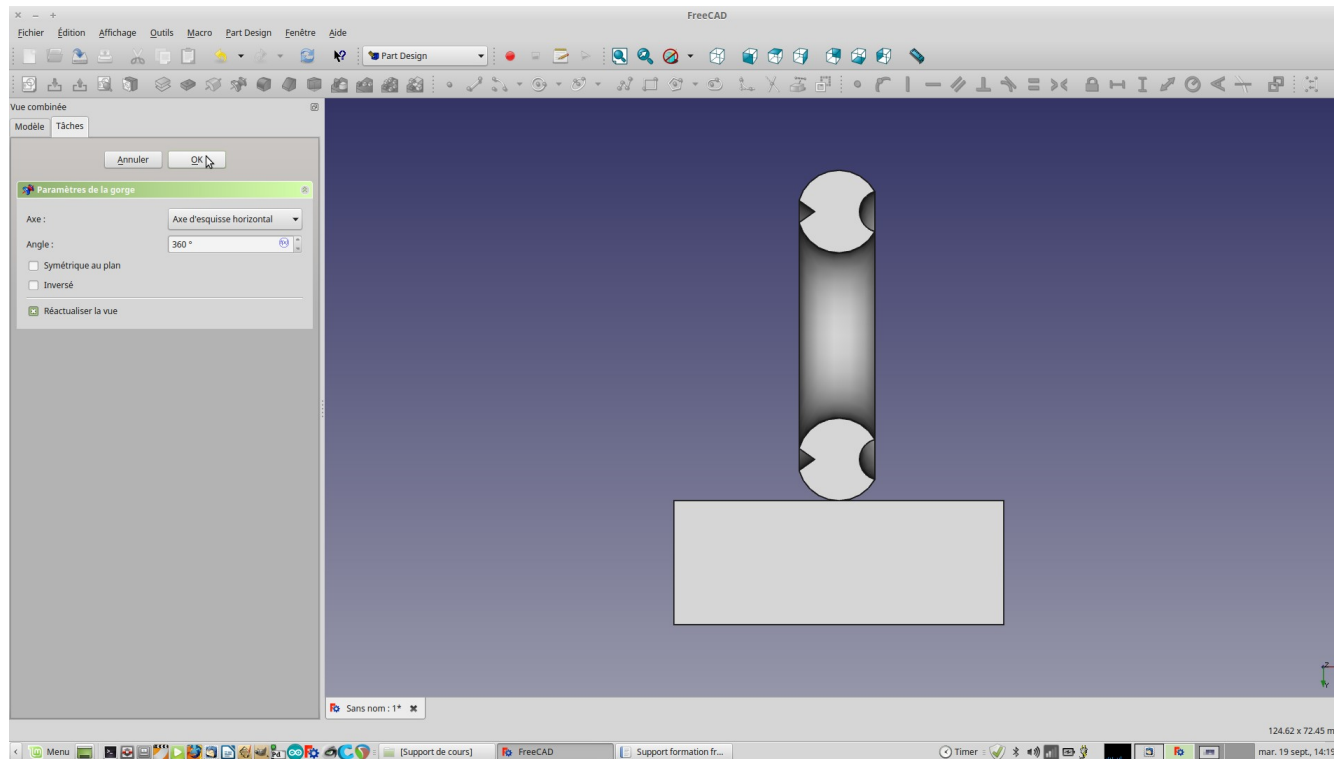 FreeCAD
Fichier Édition Affichage Outils Macro Part Design Fenêtre Aide
Part Design
Vue combinée
Modèle Tâches
Annuler OK
Paramètres de la gorge
Axe : Axe d'esquisse horizontal
Angle : 360 °
Symétrique au plan
Inversé
Réactualiser la vue
Z
Y
Sans nom : 1*
124.62 x 72.45 m
Menu [Support de cours] FreeCAD Support formation fr... Timer mar. 19 sept., 14:19